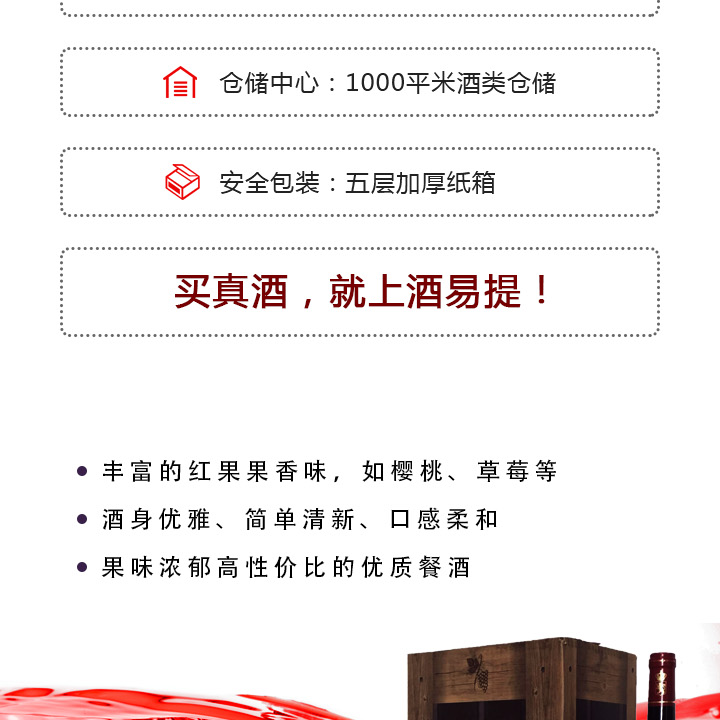 仓储中心：1000平米酒类仓储
安全包装：五层加厚纸箱
买真酒，就上酒易提！
丰富的红果果香味，如樱桃、草莓等
酒身优雅、简单清新、口感柔和
果味浓郁高性价比的优质餐酒